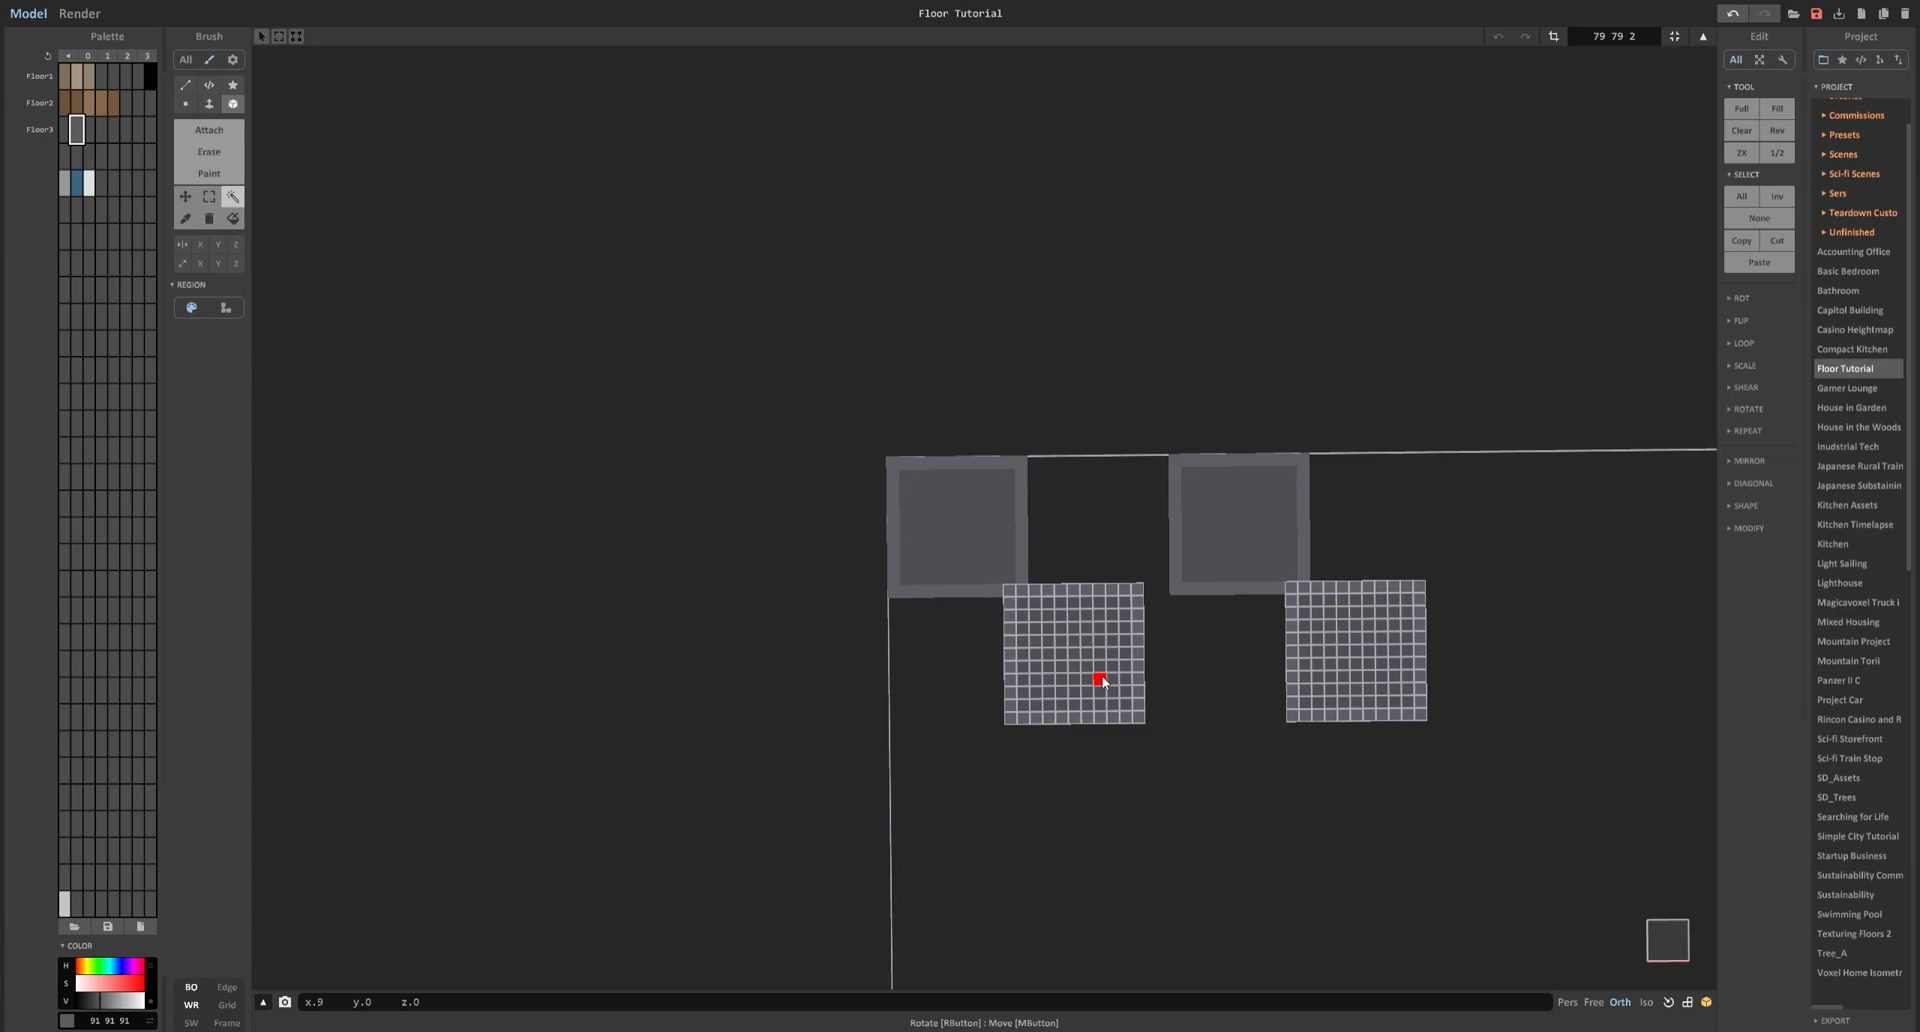 Model Render
Floor Tutorial
Palette
0 1 2 3
Floor1
Floor2
Floor3
COLOR
H
S
V
91 91 91
Brush
All
Attach
Erase
Paint
X Y Z
X Y Z
REGION
BO Edge
WR Grid
SW Frame
79 79 2
x.9 y.0 z.0
Pers Free Orth Iso
Rotate [RButton] : Move [MButton]
Edit
All
TOOL
Full Fill
Clear Rev
2X 1/2
SELECT
All Inv
None
Copy Cut
Paste
ROT
FLIP
LOOP
SCALE
SHEAR
ROTATE
REPEAT
MIRROR
DIAGONAL
SHAPE
MODIFY
Project
PROJECT
Commissions
Presets
Scenes
Sci-fi Scenes
Sers
Teardown Custo
Unfinished
Accounting Office
Basic Bedroom
Bathroom
Capitol Building
Casino Heightmap
Compact Kitchen
Floor Tutorial
Gamer Lounge
House in Garden
House in the Woods
Inudstrial Tech
Japanese Rural Train
Japanese Substainin
Kitchen Assets
Kitchen Timelapse
Kitchen
Light Sailing
Lighthouse
Magicavoxel Truck i
Mixed Housing
Mountain Project
Mountain Torii
Panzer II C
Project Car
Rincon Casino and R
Sci-fi Storefront
Sci-fi Train Stop
SD_Assets
SD_Trees
Searching for Life
Simple City Tutorial
Startup Business
Sustainability Comm
Sustainability
Swimming Pool
Texturing Floors 2
Tree_A
Voxel Home Isometr
EXPORT